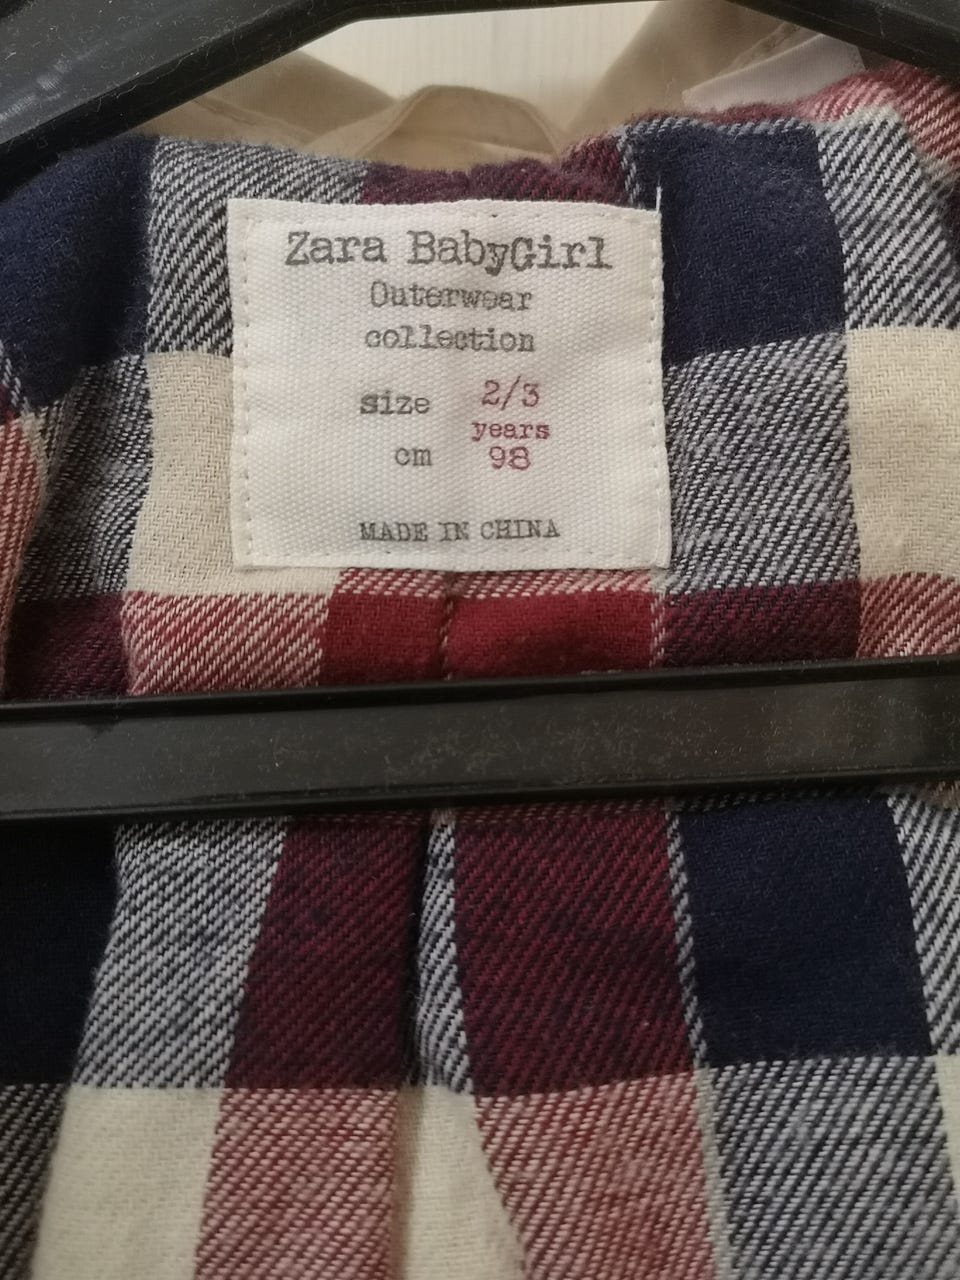 Zara BabyGirl
Outerwear
collection
size 2/3
years
cm 98
MADE IN CHINA